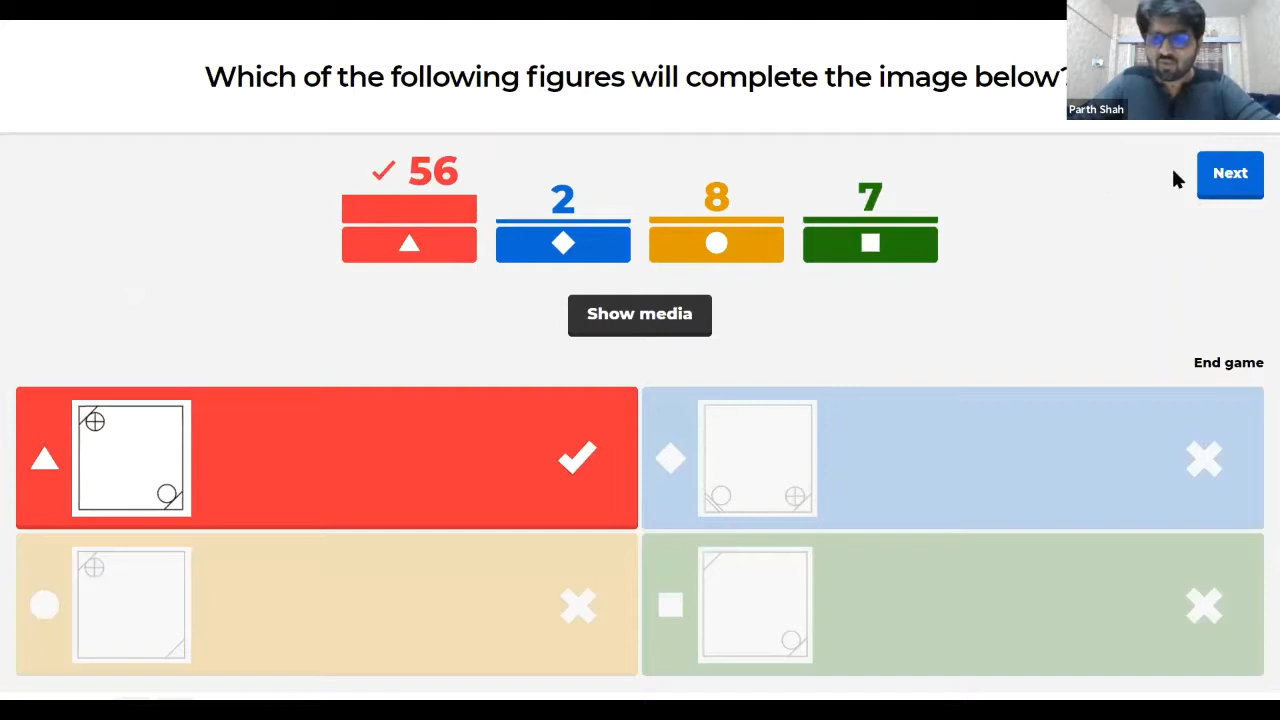 Which of the following figures will complete the image below?
Parth Shah
Next
56
2
8
7
Show media
End game